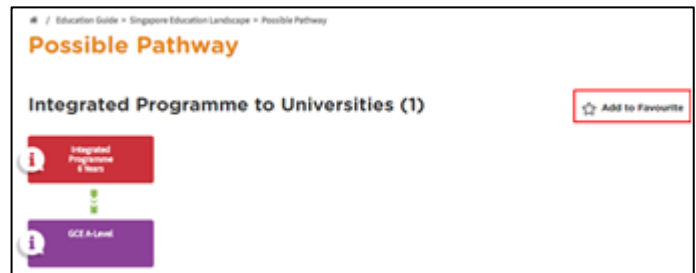 / Education Guide > Singapore Education Landscape > Possible Pathway
Possible Pathway
Integrated Programme to Universities (1)
Add to Favourite
Integrated
Programme
6 Years
GCE A-Level